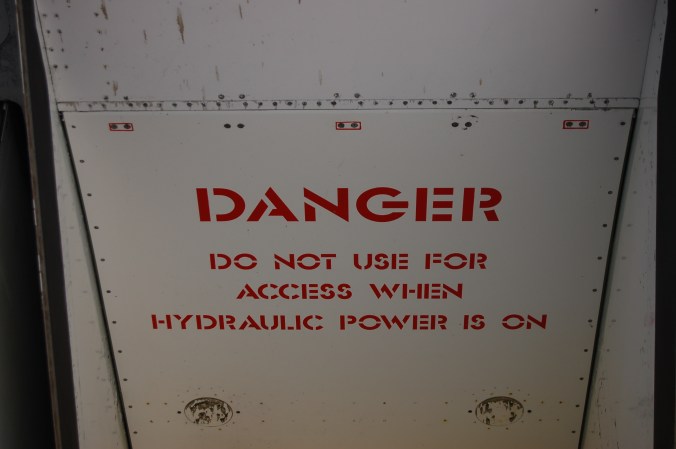 DANGER
DO NOT USE FOR
ACCESS WHEN
HYDRAULIC POWER IS ON